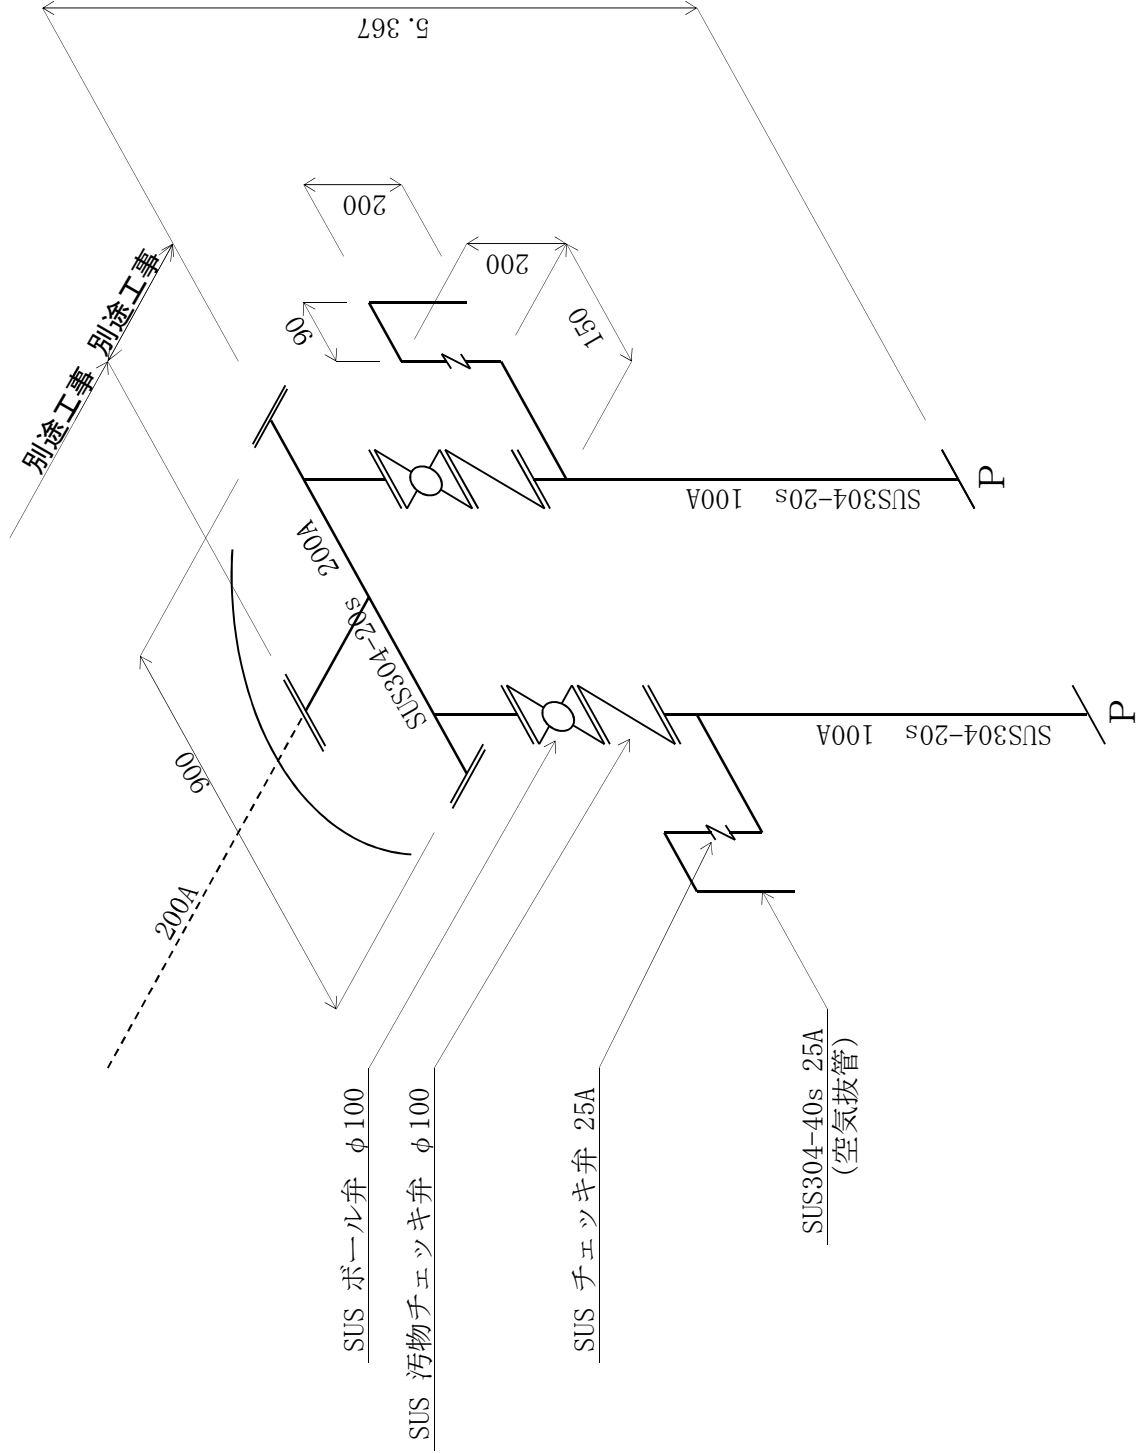 5.367
別途工事
別途工事
200
200
90
150
900
200A
200A
SUS304-20s
SUS304-20s 100A
P
SUS304-20s 100A
P
SUS ボール弁 φ100
SUS 汚物チェッキ弁 φ100
SUS チェッキ弁 25A
SUS304-40s 25A
(空気抜管)